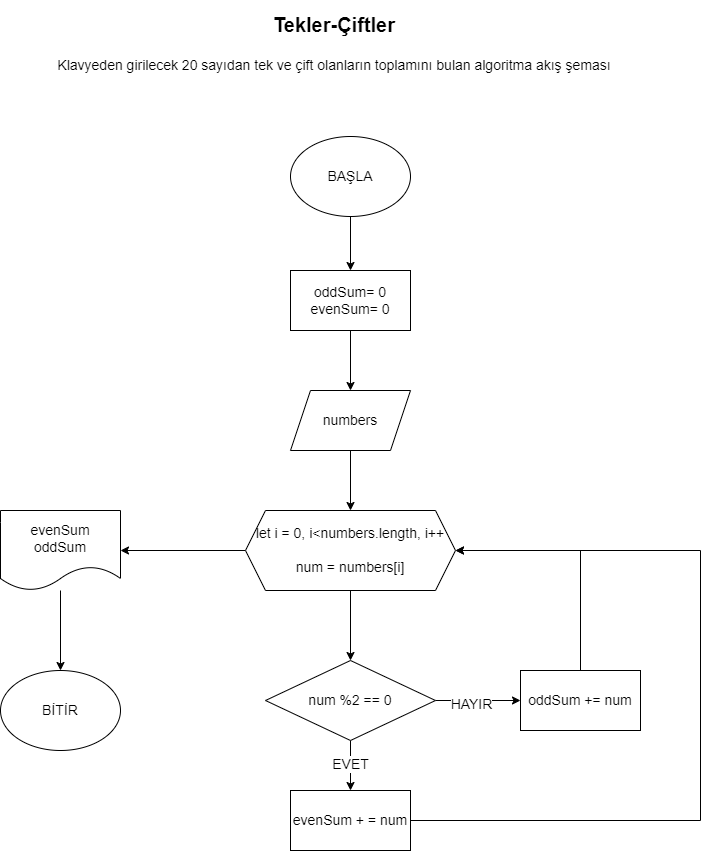 Tekler-Çiftler
Klavyeden girilecek 20 sayıdan tek ve çift olanların toplamını bulan algoritma akış şeması
BAŞLA
oddSum= 0
evenSum= 0
numbers
let i = 0, i<numbers.length, i++
num = numbers[i]
evenSum
oddSum
BİTİR
num %2 == 0
HAYIR
oddSum += num
EVET
evenSum + = num